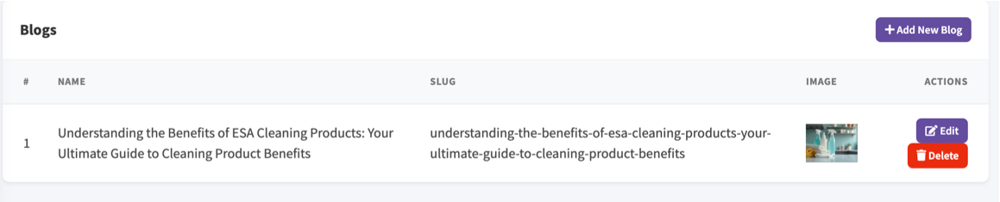 Blogs
Add New Blog
# NAME SLUG IMAGE ACTIONS
1
Understanding the Benefits of ESA Cleaning Products: Your
Ultimate Guide to Cleaning Product Benefits
understanding-the-benefits-of-esa-cleaning-products-your-
ultimate-guide-to-cleaning-product-benefits
Edit
Delete